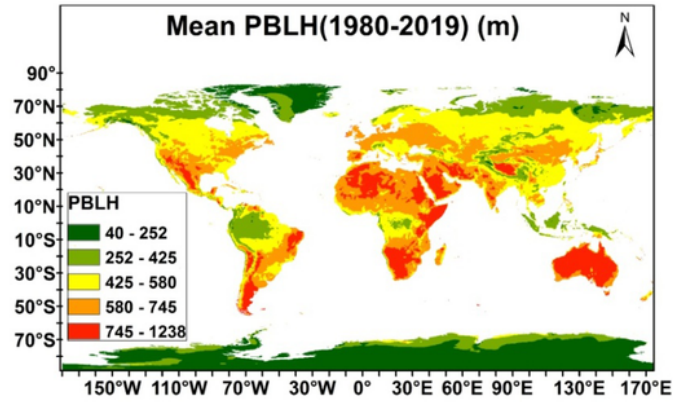 Mean PBLH(1980-2019) (m)
N
90°
70°N
50°N
30°N
10°N
10°S
30°S
50°S
70°S
PBLH
40 - 252
252 - 425
425 - 580
580 - 745
745 - 1238
150°W 110°W 70°W 30°W 0° 30°E 60°E 90°E 130°E 170°E